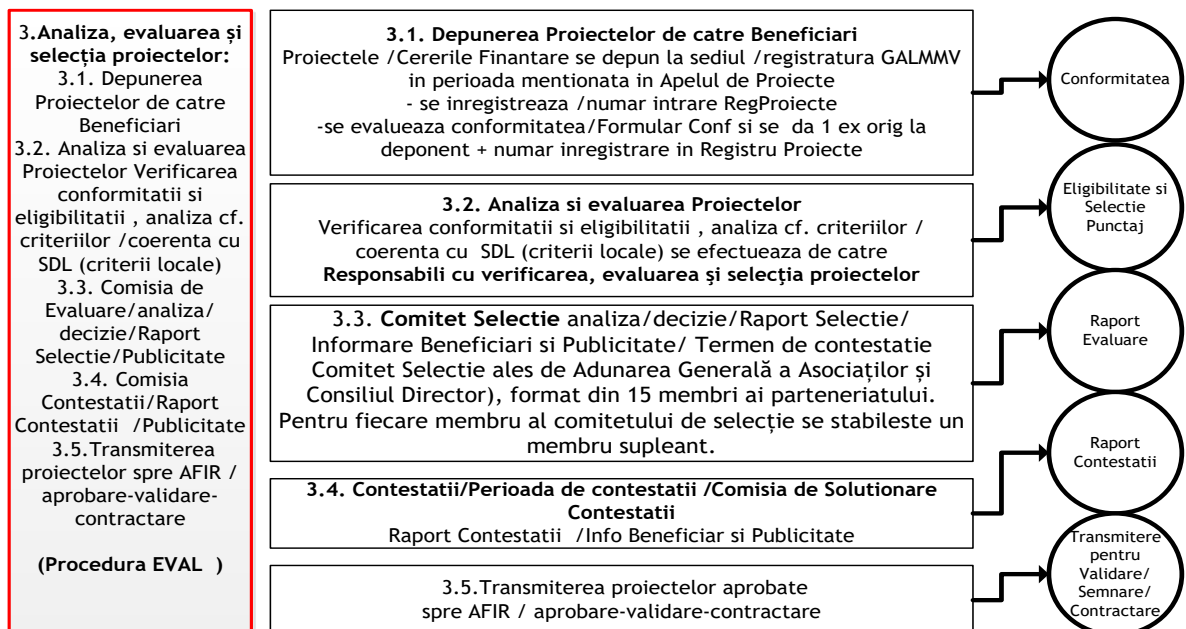 3.Analiza, evaluarea și
selecția proiectelor:
3.1. Depunerea
Proiectelor de catre
Beneficiari
3.2. Analiza si evaluarea
Proiectelor Verificarea
conformitatii si
eligibilitatii , analiza cf.
criteriilor /coerenta cu
SDL (criterii locale)
3.3. Comisia de
Evaluare/analiza/
decizie/Raport
Selectie/Publicitate
3.4. Comisia
Contestatii/Raport
Contestatii /Publicitate
3.5.Transmiterea
proiectelor spre AFIR /
aprobare-validare-
contractare
(Procedura EVAL )
3.1. Depunerea Proiectelor de catre Beneficiari
Proiectele /Cererile Finantare se depun la sediul /registratura GALMMV
in perioada mentionata in Apelul de Proiecte
- se inregistreaza /numar intrare RegProiecte
-se evalueaza conformitatea/Formular Conf si se da 1 ex orig la
deponent + numar inregistrare in Registru Proiecte
Conformitatea
3.2. Analiza si evaluarea Proiectelor
Verificarea conformitatii si eligibilitatii , analiza cf. criteriilor /
coerenta cu SDL (criterii locale) se efectueaza de catre
Responsabili cu verificarea, evaluarea și selecția proiectelor
Eligibilitate si
Selectie
Punctaj
3.3. Comitet Selectie analiza/decizie/Raport Selectie/
Informare Beneficiari si Publicitate/ Termen de contestatie
Comitet Selectie ales de Adunarea Generală a Asociaților și
Consiliul Director), format din 15 membri ai parteneriatului.
Pentru fiecare membru al comitetului de selecție se stabileste un
membru supleant.
Raport
Evaluare
3.4. Contestatii/Perioada de contestatii /Comisia de Solutionare
Contestatii
Raport Contestatii /Info Beneficiar si Publicitate
Raport
Contestatii
3.5.Transmiterea proiectelor aprobate
spre AFIR / aprobare-validare-contractare
Transmitere
pentru
Validare/
Semnare/
Contractare